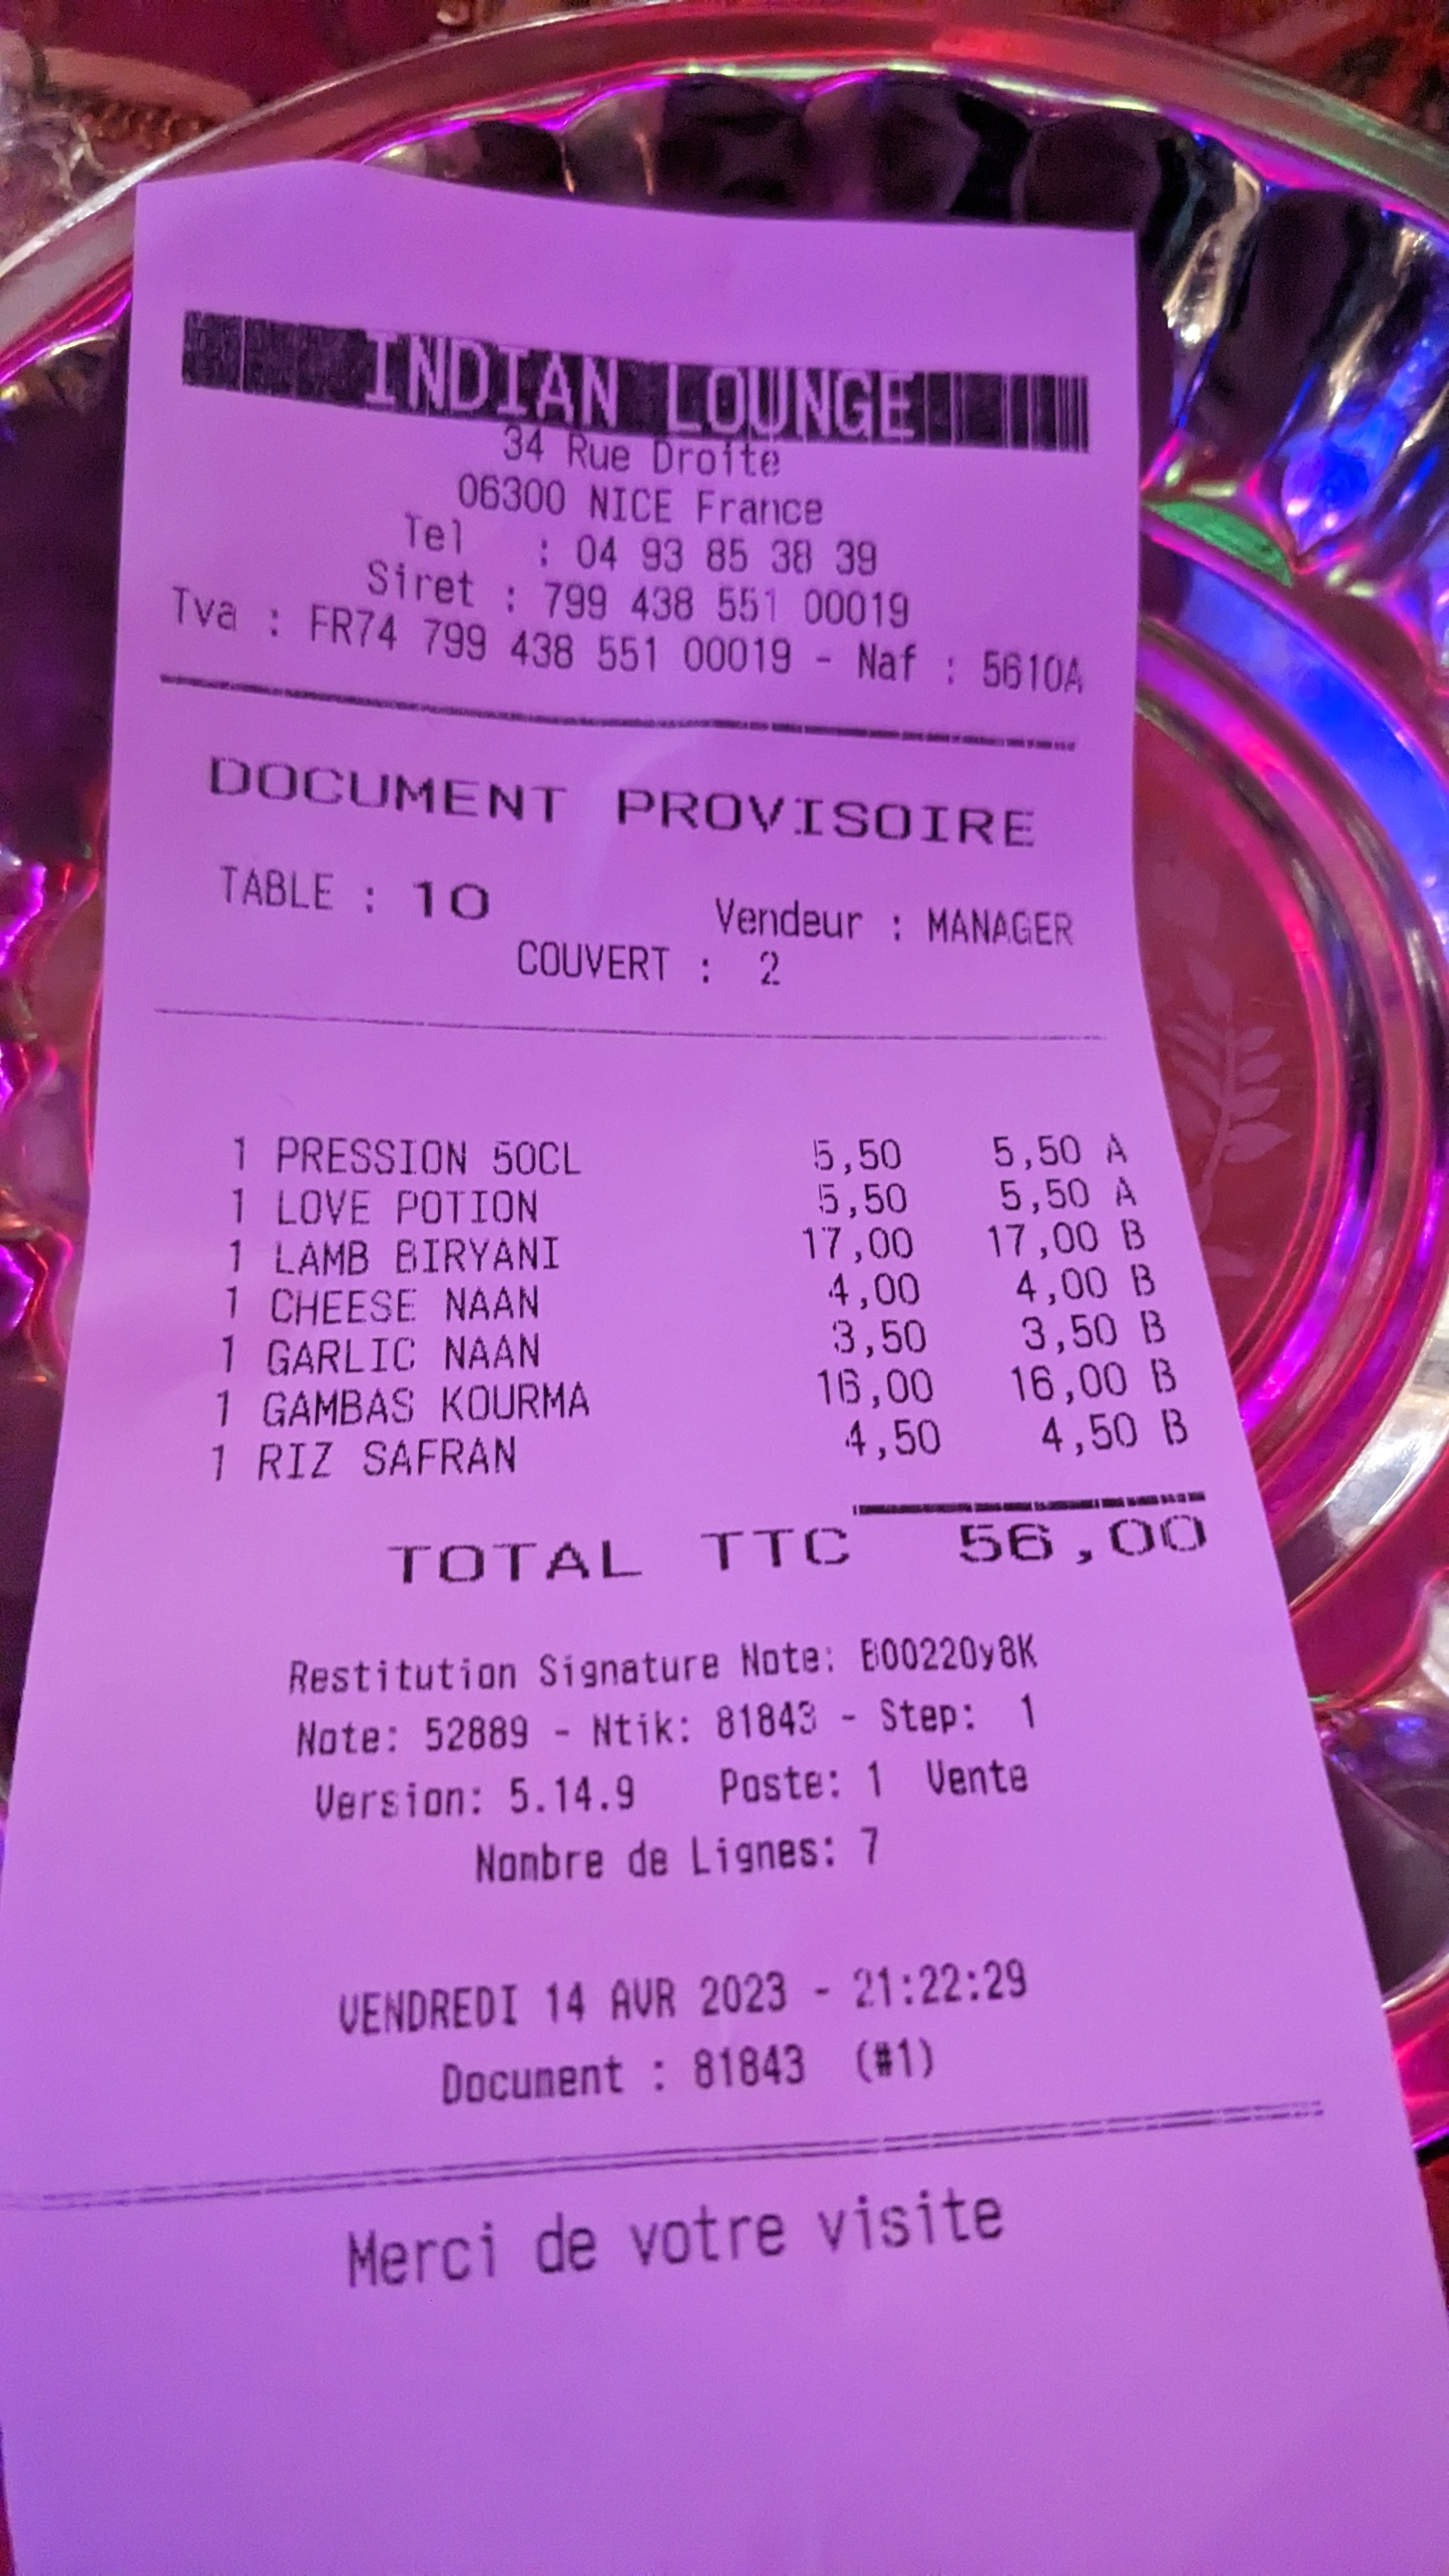 INDIAN LOUNGE
34 Rue Droite
06300 NICE France
Tel : 04 93 85 38 39
Siret : 799 438 551 00019
Tva : FR74 799 438 551 00019 - Naf : 5610A
DOCUMENT PROVISOIRE
TABLE : 10 Vendeur : MANAGER
COUVERT : 2
1 PRESSION 50CL 5,50 5,50 A
1 LOVE POTION 5,50 5,50 A
1 LAMB BIRYANI 17,00 17,00 B
1 CHEESE NAAN 4,00 4,00 B
1 GARLIC NAAN 3,50 3,50 B
1 GAMBAS KOURMA 16,00 16,00 B
1 RIZ SAFRAN 4,50 4,50 B
TOTAL TTC 56,00
Restitution Signature Note: B00220y8K
Note: 52889 - Ntik: 81843 - Step: 1
Version: 5.14.9 Poste: 1 Vente
Nombre de Lignes: 7
VENDREDI 14 AVR 2023 - 21:22:29
Document : 81843 (#1)
Merci de votre visite